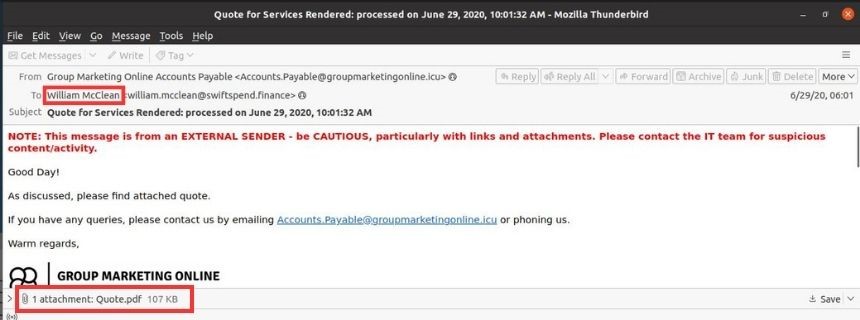 Quote for Services Rendered: processed on June 29, 2020, 10:01:32 AM - Mozilla Thunderbird
File Edit View Go Message Tools Help
Get Messages Write Tag
From Group Marketing Online Accounts Payable <Accounts.Payable@groupmarketingonline.icu> Reply Reply All Forward Archive Junk Delete More
To William McClean <william.mcclean@swiftspend.finance> 6/29/20, 06:01
Subject Quote for Services Rendered: processed on June 29, 2020, 10:01:32 AM
NOTE: This message is from an EXTERNAL SENDER - be CAUTIOUS, particularly with links and attachments. Please contact the IT team for suspicious
content/activity.
Good Day!
As discussed, please find attached quote.
If you have any queries, please contact us by emailing Accounts.Payable@groupmarketingonline.icu or phoning us.
Warm regards,
GROUP MARKETING ONLINE
1 attachment: Quote.pdf 107 KB Save